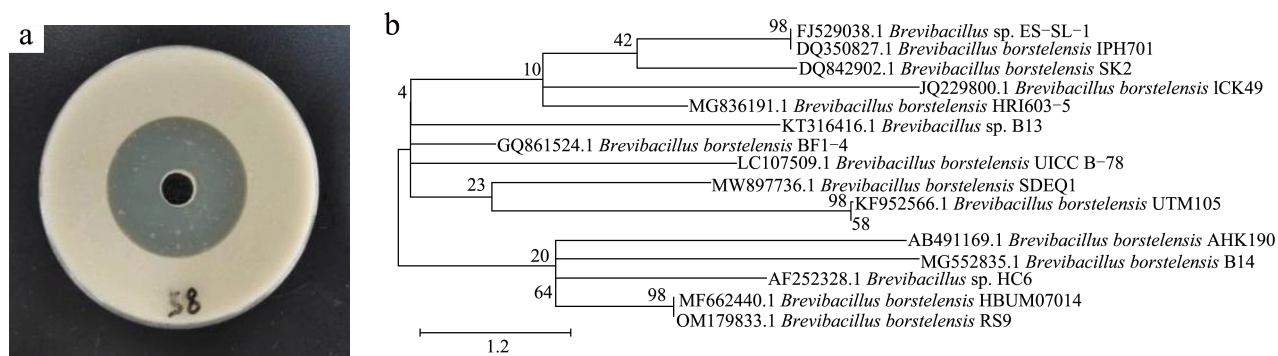 a
58
b
4
10
42
98
FJ529038.1 Brevibacillus sp. ES−SL−1
DQ350827.1 Brevibacillus borstelensis IPH701
DQ842902.1 Brevibacillus borstelensis SK2
JQ229800.1 Brevibacillus borstelensis lCK49
MG836191.1 Brevibacillus borstelensis HRI603−5
KT316416.1 Brevibacillus sp. B13
GQ861524.1 Brevibacillus borstelensis BF1−4
LC107509.1 Brevibacillus borstelensis UICC B−78
23
MW897736.1 Brevibacillus borstelensis SDEQ1
98
KF952566.1 Brevibacillus borstelensis UTM105
58
20
AB491169.1 Brevibacillus borstelensis AHK190
MG552835.1 Brevibacillus borstelensis B14
AF252328.1 Brevibacillus sp. HC6
64
98
MF662440.1 Brevibacillus borstelensis HBUM07014
OM179833.1 Brevibacillus borstelensis RS9
1.2